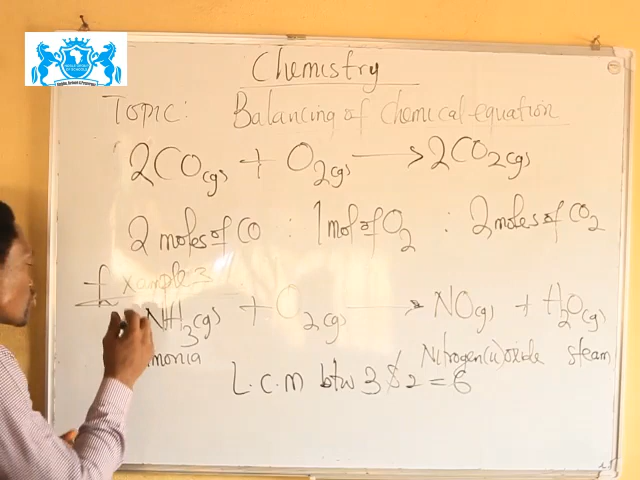 Chemistry
Topic: Balancing of chemical equation
2CO(g) + O2(g) → 2CO2(g)
2 moles of CO : 1 mol of O2 : 2 moles of CO2
Example 3
NH3(g) + O2(g) → NO(g) + H2O(g)
monia Nitrogen(ii)oxide steam
L.c.m btw 3 & 2 = 6